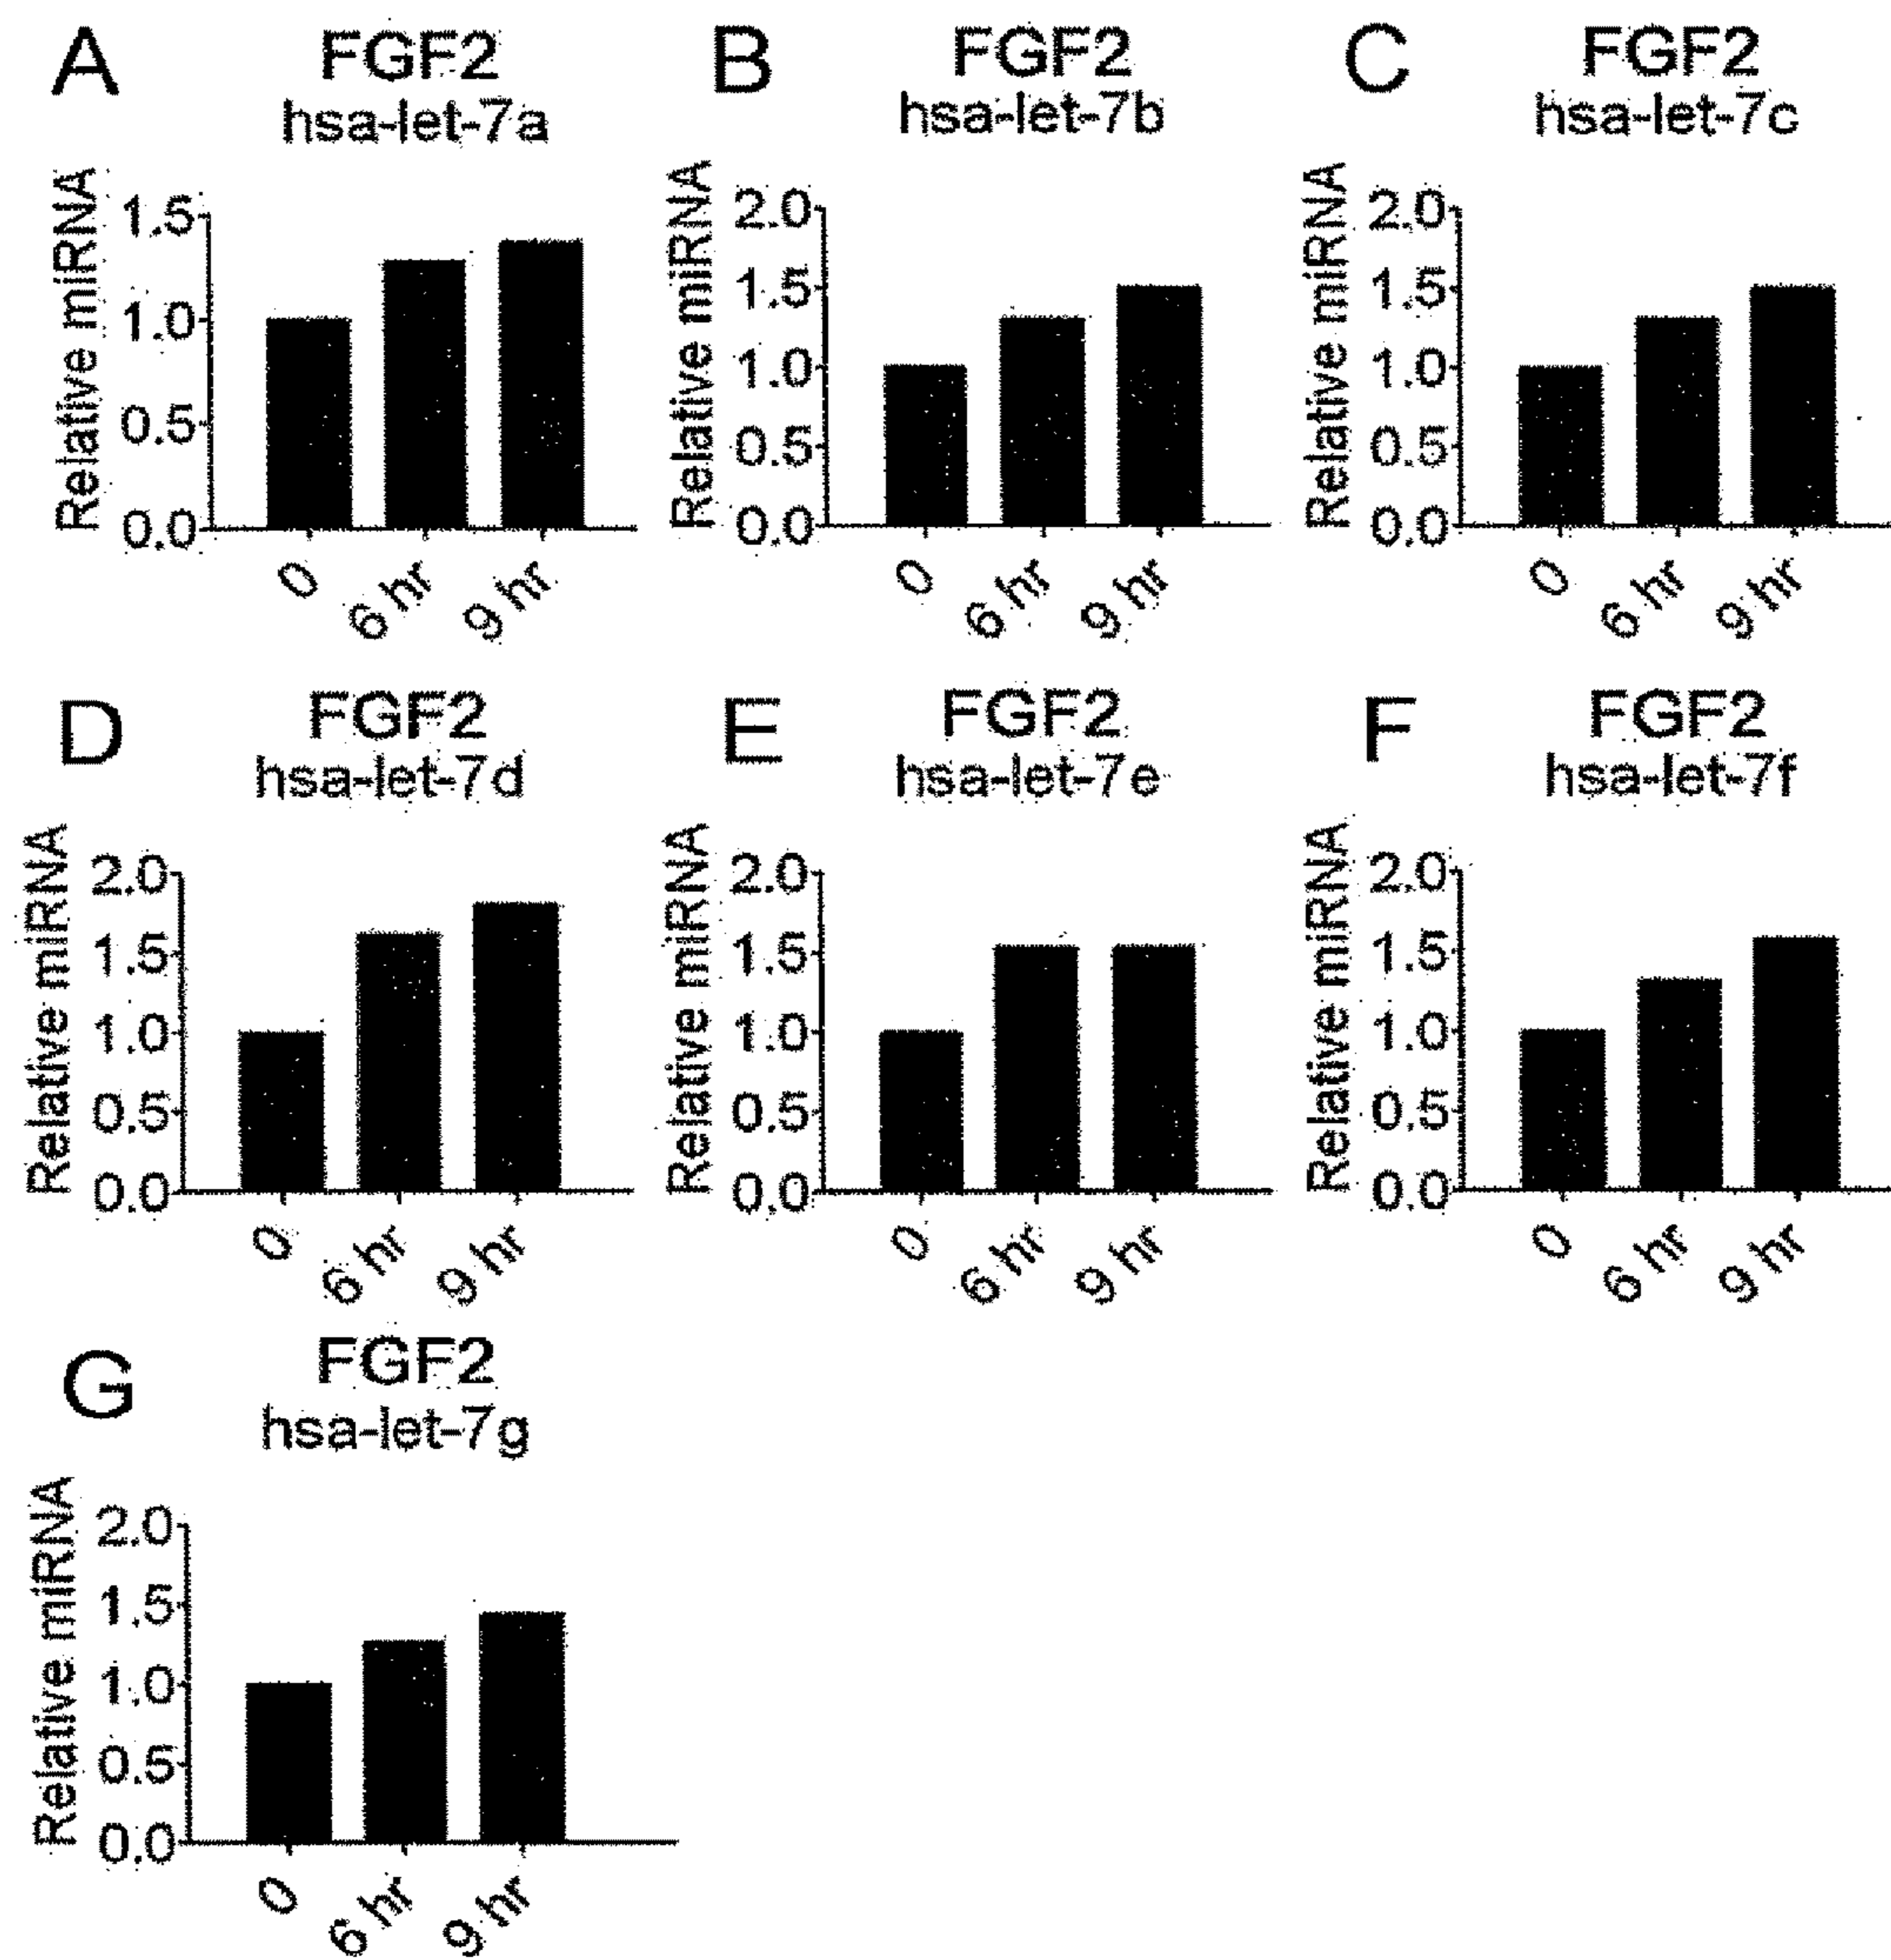 A
FGF2
hsa-let-7a
Relative miRNA
1.5
1.0
0.5
0.0
0
6 hr
9 hr
B
FGF2
hsa-let-7b
Relative miRNA
2.0
1.5
1.0
0.5
0.0
0
6 hr
9 hr
C
FGF2
hsa-let-7c
Relative miRNA
2.0
1.5
1.0
0.5
0.0
0
6 hr
9 hr
D
FGF2
hsa-let-7d
Relative miRNA
2.0
1.5
1.0
0.5
0.0
0
6 hr
9 hr
E
FGF2
hsa-let-7e
Relative miRNA
2.0
1.5
1.0
0.5
0.0
0
6 hr
9 hr
F
FGF2
hsa-let-7f
Relative miRNA
2.0
1.5
1.0
0.5
0.0
0
6 hr
9 hr
G
FGF2
hsa-let-7g
Relative miRNA
2.0
1.5
1.0
0.5
0.0
0
6 hr
9 hr